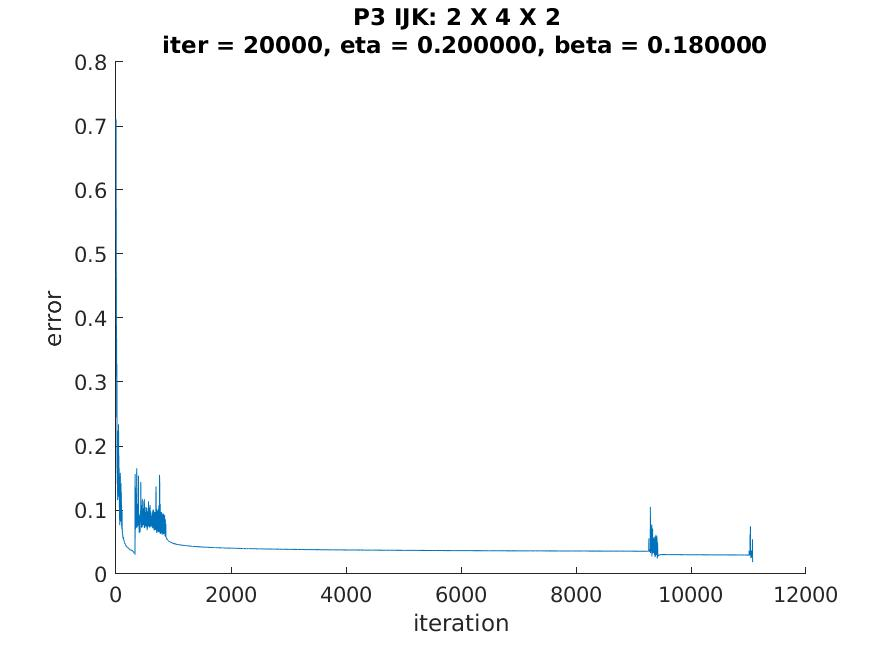 P3 IJK: 2 X 4 X 2
iter = 20000, eta = 0.200000, beta = 0.180000
0.8
0.7
0.6
0.5
0.4
0.3
0.2
0.1
0
error
0 2000 4000 6000 8000 10000 12000
iteration